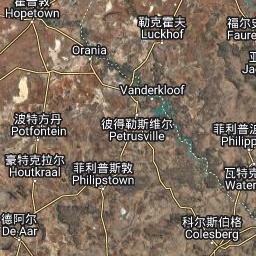 霍普敦
Hopetown
勒克霍夫
Luckhof
Orania
Vanderkloof
波特方丹
Potfontein
彼得勒斯维尔
Petrusville
豪特克拉尔
Houtkraal
菲利普斯敦
Philipstown
德阿尔
De Aar
科尔斯伯格
Colesberg
福尔
Faure
菲利普
Philipp
瓦特
Water